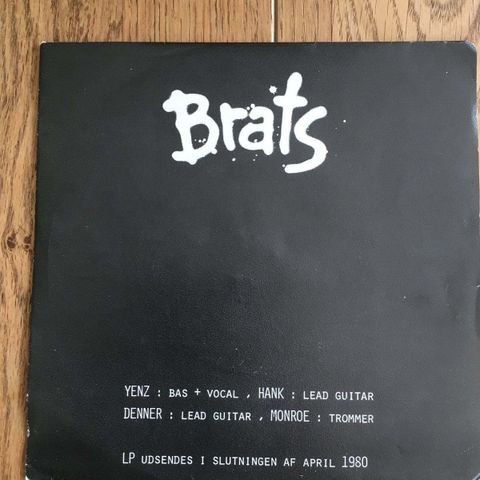 Brats
YENZ : BAS + VOCAL , HANK : LEAD GUITAR
DENNER : LEAD GUITAR , MONROE : TROMMER
LP UDSENDES I SLUTNINGEN AF APRIL 1980